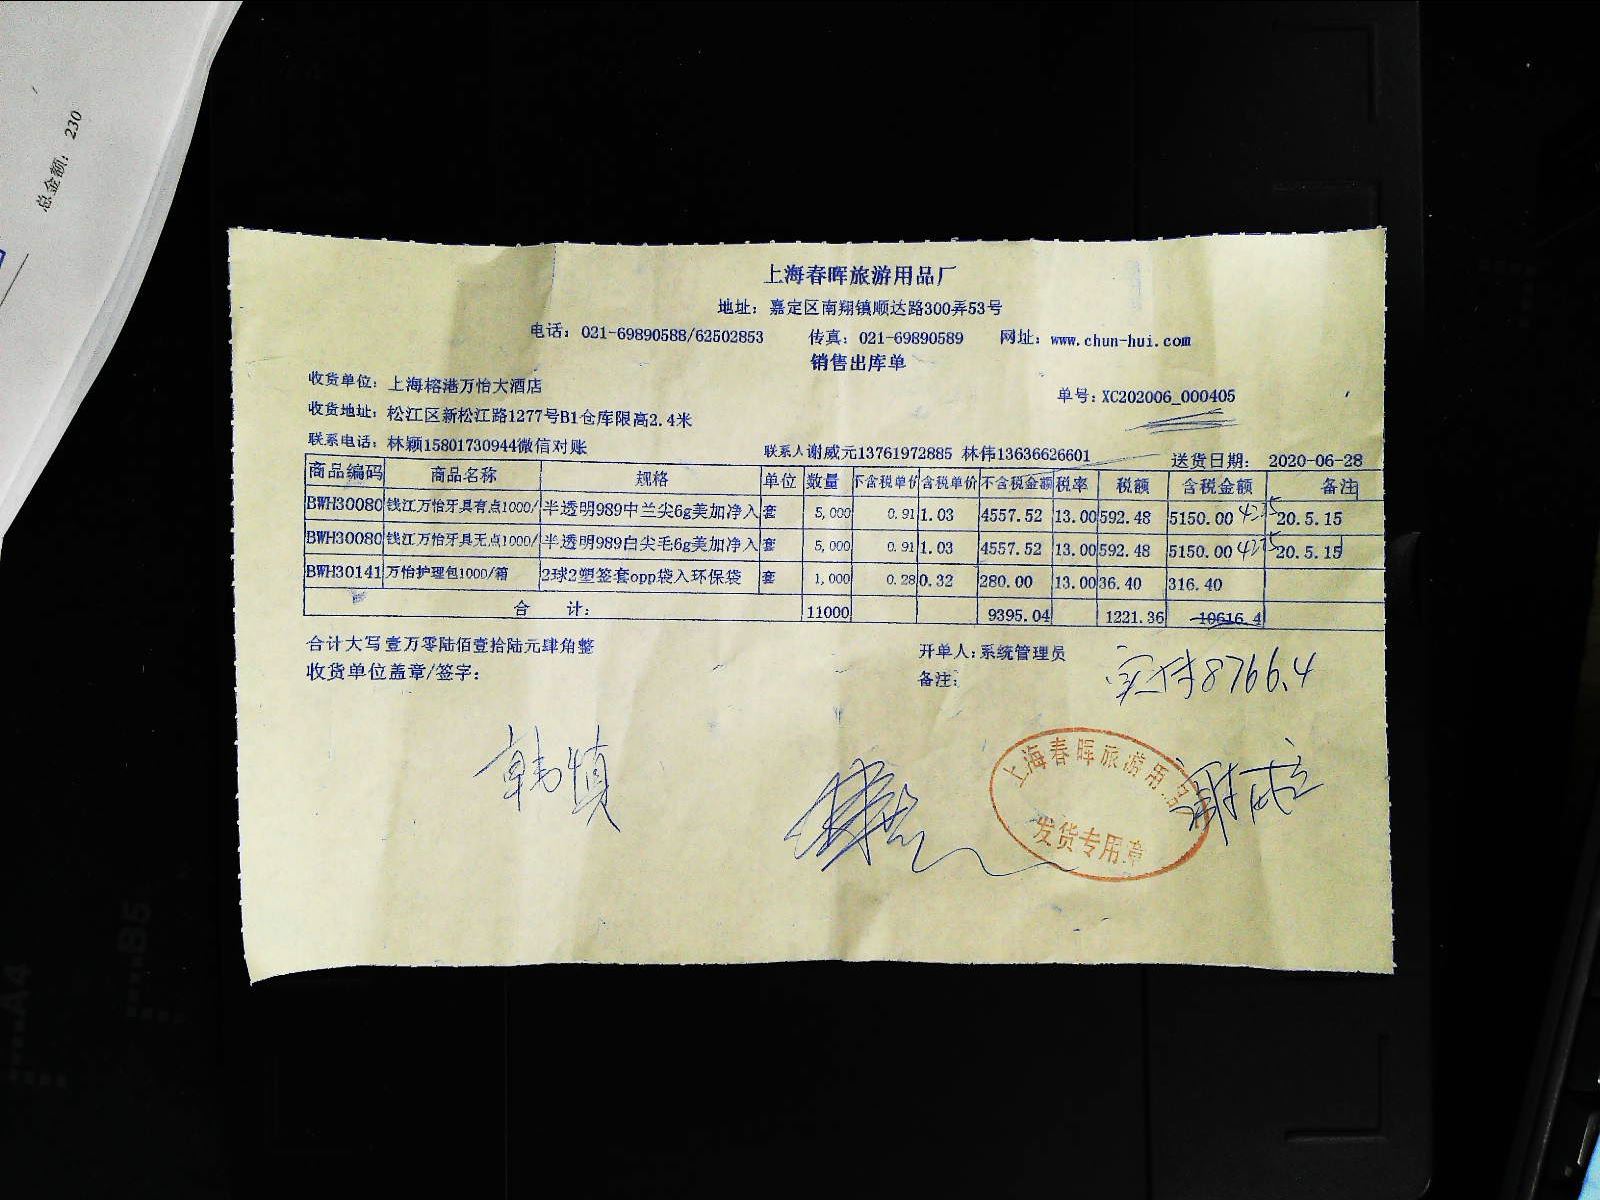 总金额：230
上海春晖旅游用品厂
地址：嘉定区南翔镇顺达路300弄53号
电话：021-69890588/62502853 传真：021-69890589 网址：www.chun-hui.com
销售出库单
收货单位：上海榕港万怡大酒店 单号：XC202006_000405
收货地址：松江区新松江路1277号B1仓库限高2.4米
联系电话：林颖15801730944微信对账 联系人谢威元13761972885 林伟13636626601 送货日期：2020-06-28
商品编码 商品名称 规格 单位 数量 不含税单价 含税单价 不含税金额 税率 税额 含税金额 备注
BWH30080 钱江万怡牙具有点1000/ 半透明989中兰尖6g美加净入 套 5,000 0.91 1.03 4557.52 13.00 592.48 5150.00 4225 20.5.15
BWH30080 钱江万怡牙具无点1000/ 半透明989白尖毛6g美加净入 套 5,000 0.91 1.03 4557.52 13.00 592.48 5150.00 4225 20.5.15
BWH30141 万怡护理包1000/箱 2球2塑签套opp袋入环保袋 套 1,000 0.28 0.32 280.00 13.00 36.40 316.40
合 计： 11000 9395.04 1221.36 10616.4
合计大写 壹万零陆佰壹拾陆元肆角整 开单人：系统管理员
收货单位盖章/签字： 备注： 实付8766.4
韩慎
上海春晖旅游用品厂
发货专用章
A4
B5